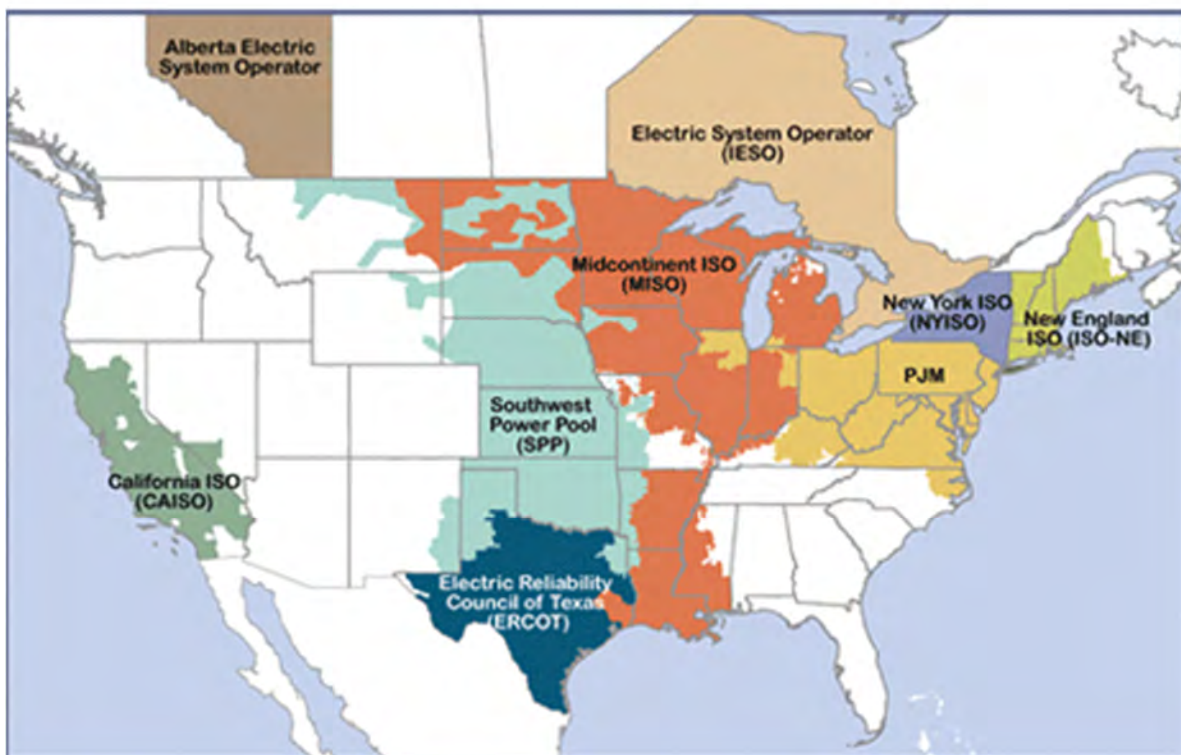 Alberta Electric
System Operator
Electric System Operator
(IESO)
Midcontinent ISO
(MISO)
New York ISO
(NYISO)
New England
ISO (ISO-NE)
PJM
Southwest
Power Pool
(SPP)
California ISO
(CAISO)
Electric Reliability
Council of Texas
(ERCOT)